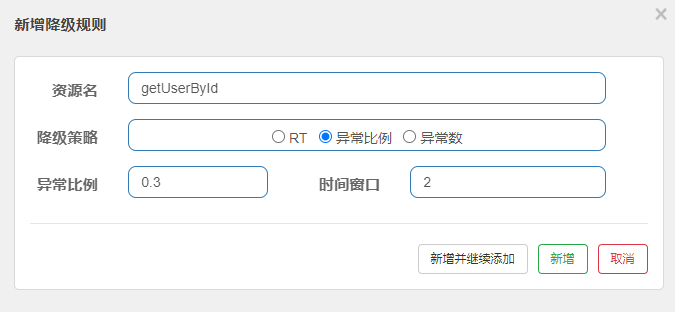 新增降级规则
×
资源名 getUserById
降级策略 RT 异常比例 异常数
异常比例 0.3 时间窗口 2
新增并继续添加 新增 取消